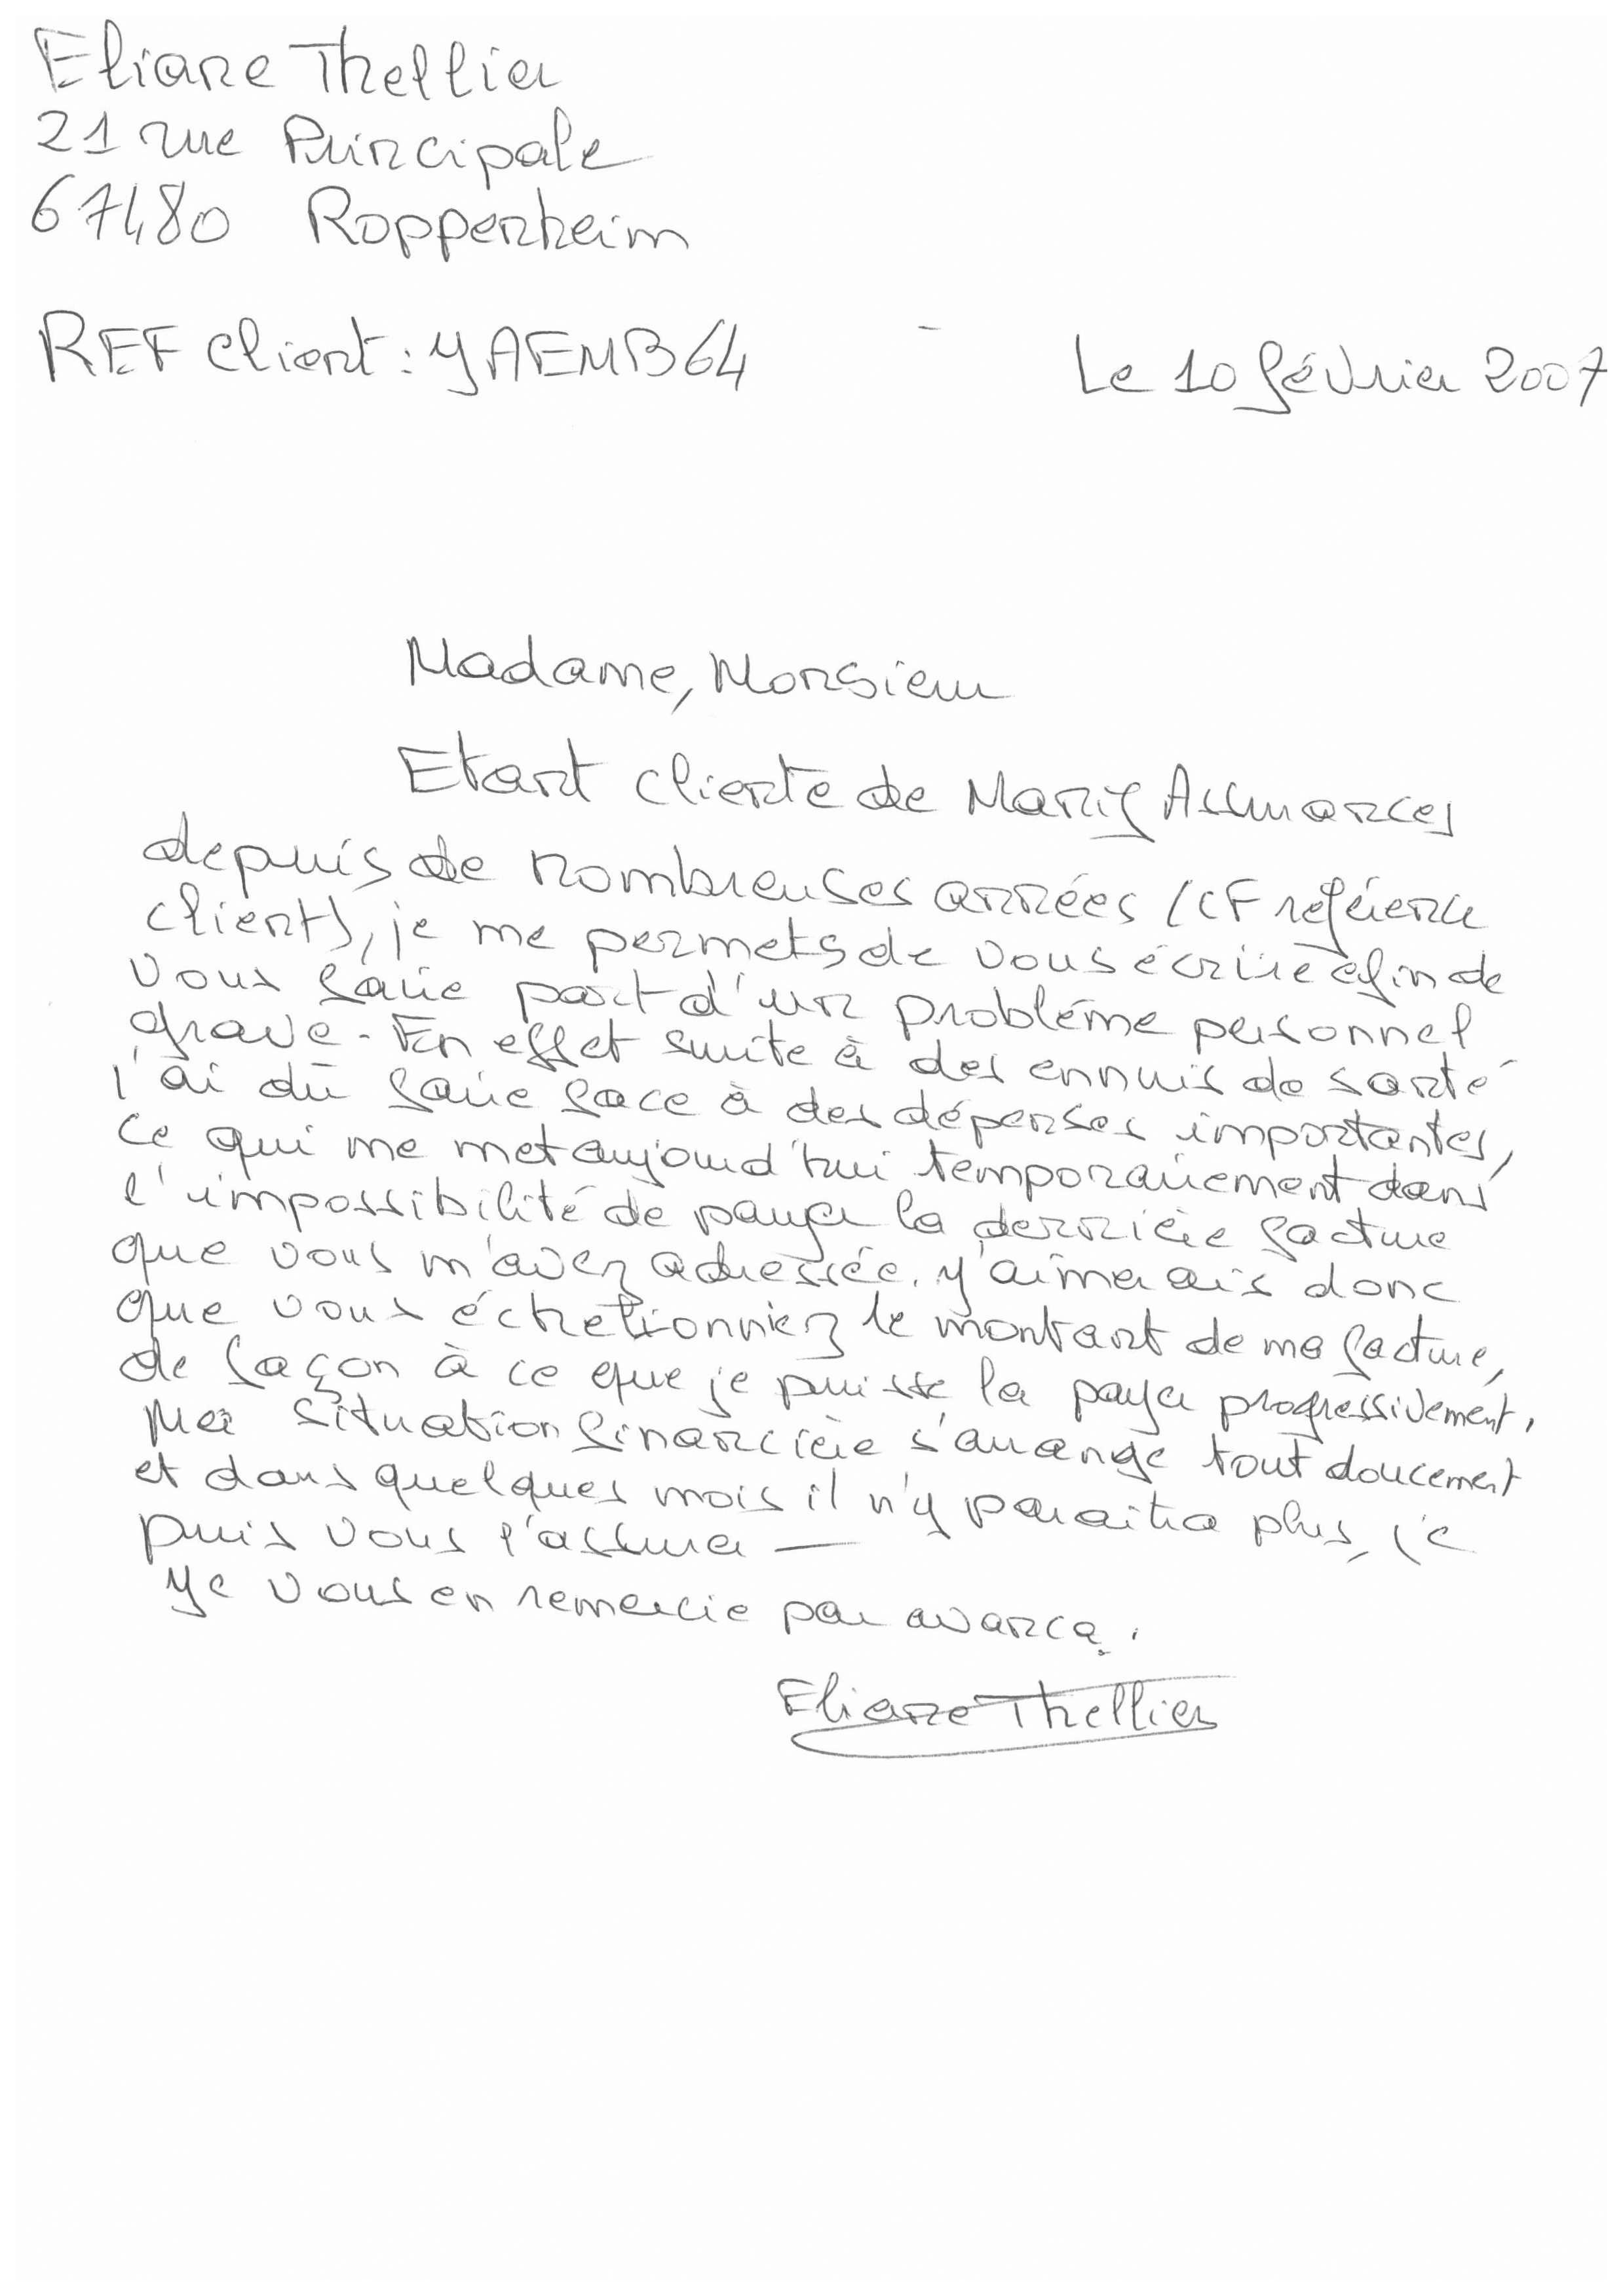 Eliane Thellier
21 rue Principale
67480 Roppenheim
REF client : YAEMB64
Le 10 février 2007
Madame, Monsieur
Etant cliente de Marig Assurances
depuis de nombreuses années (CF référence
client), je me permets de vous écrire afin de
vous faire part d'un problème personnel
grave. En effet suite à des ennuis de santé
j'ai dû faire face à des dépenses importantes,
ce qui me met aujourd'hui temporairement dans
l'impossibilité de payer la dernière facture
que vous m'avez adressée. J'aimerais donc
que vous échelionniez le montant de ma facture,
de façon à ce que je puisse la payer progressivement.
Ma situation financière s'arrange tout doucement
et dans quelques mois il n'y paraitra plus, je
puis vous l'assurer —
Je vous en remercie par avance.
Eliane Thellier